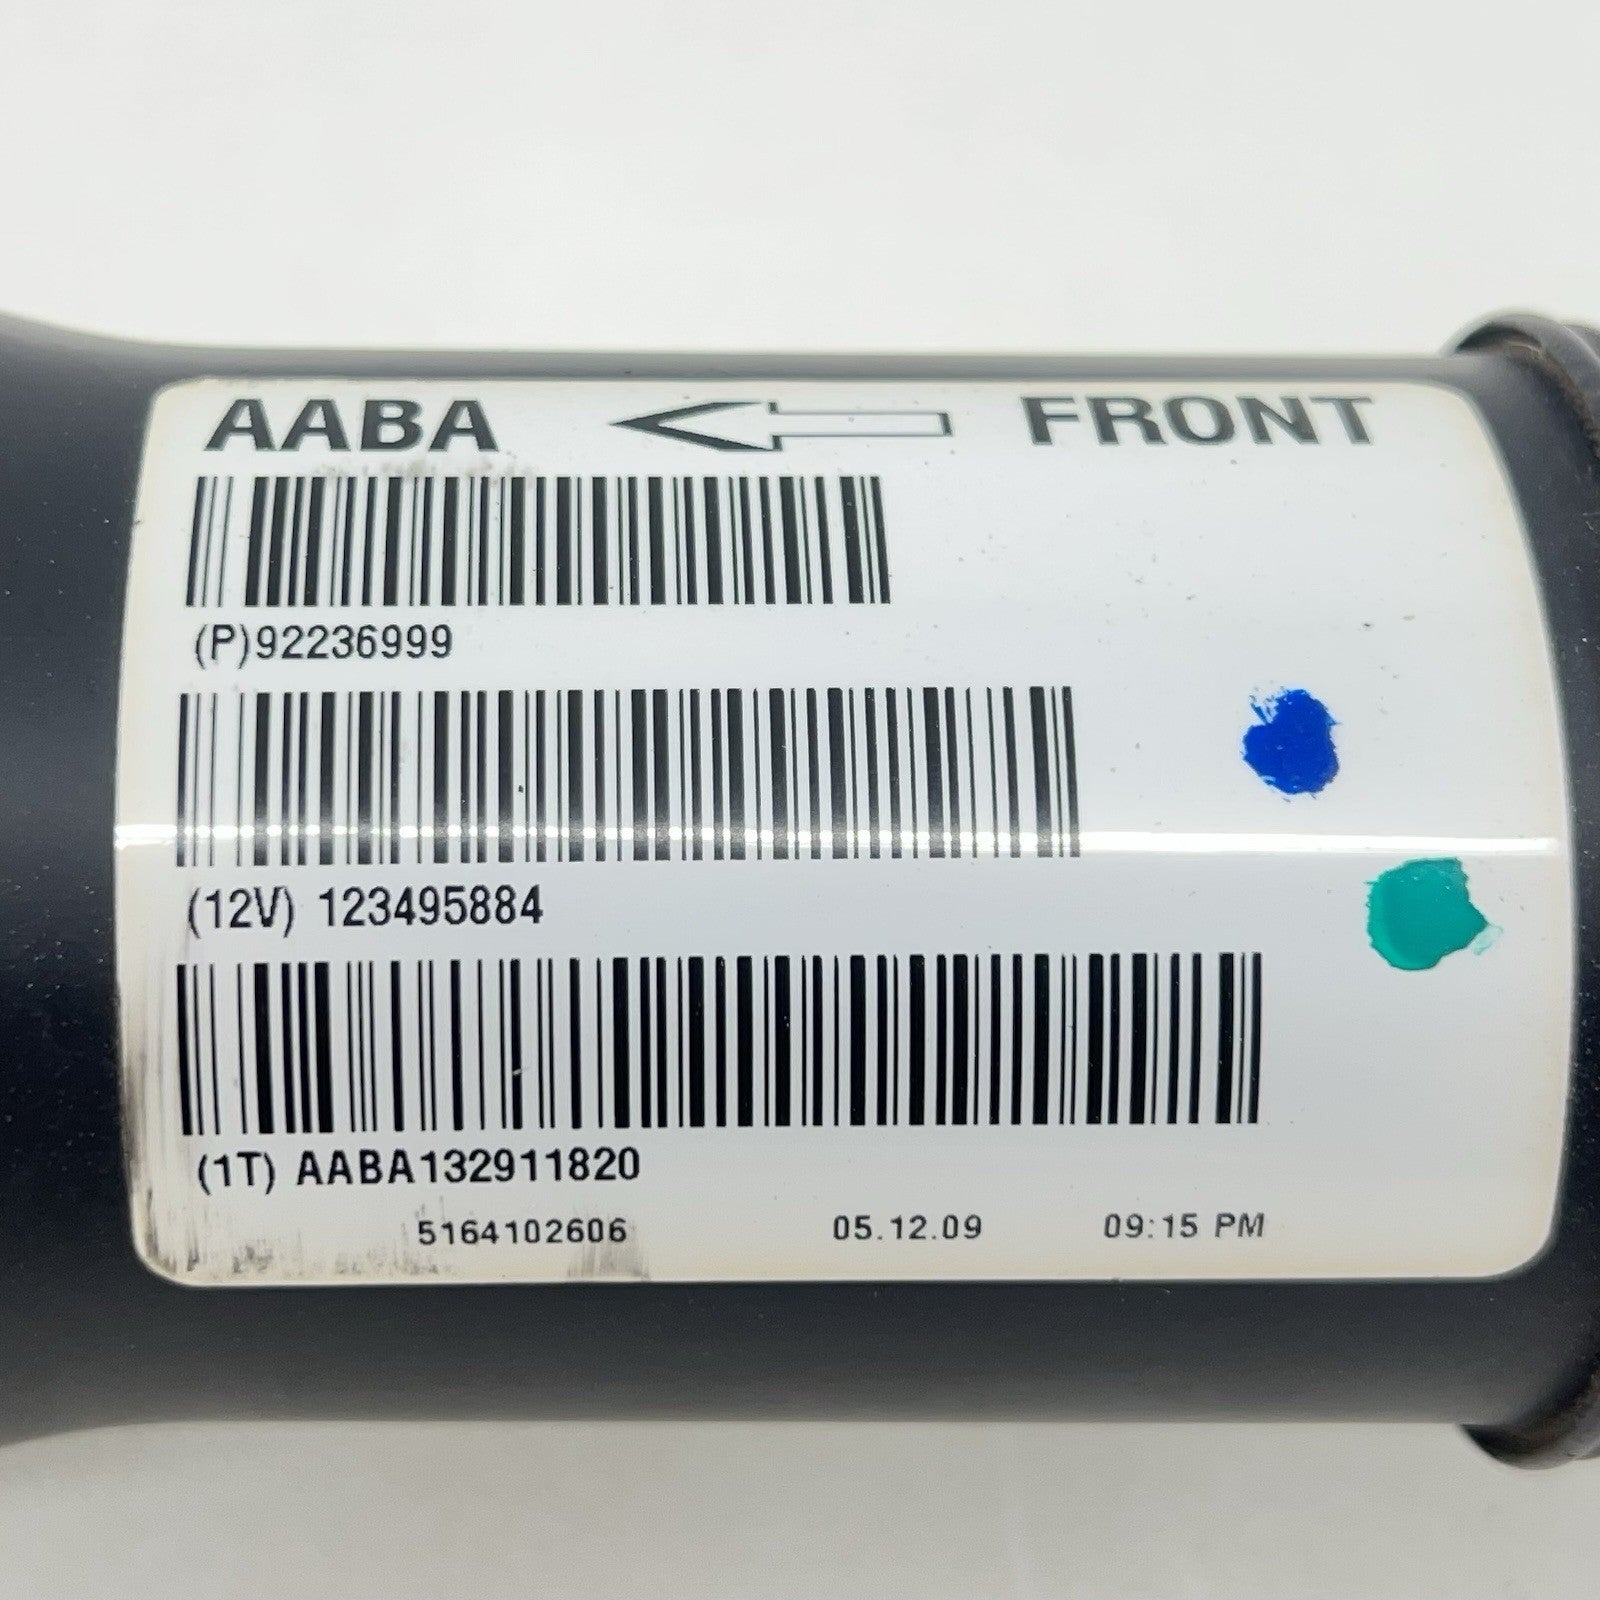 AABA FRONT
(P)92236999
(12V) 123495884
(1T) AABA132911820
5164102606 05.12.09 09:15 PM